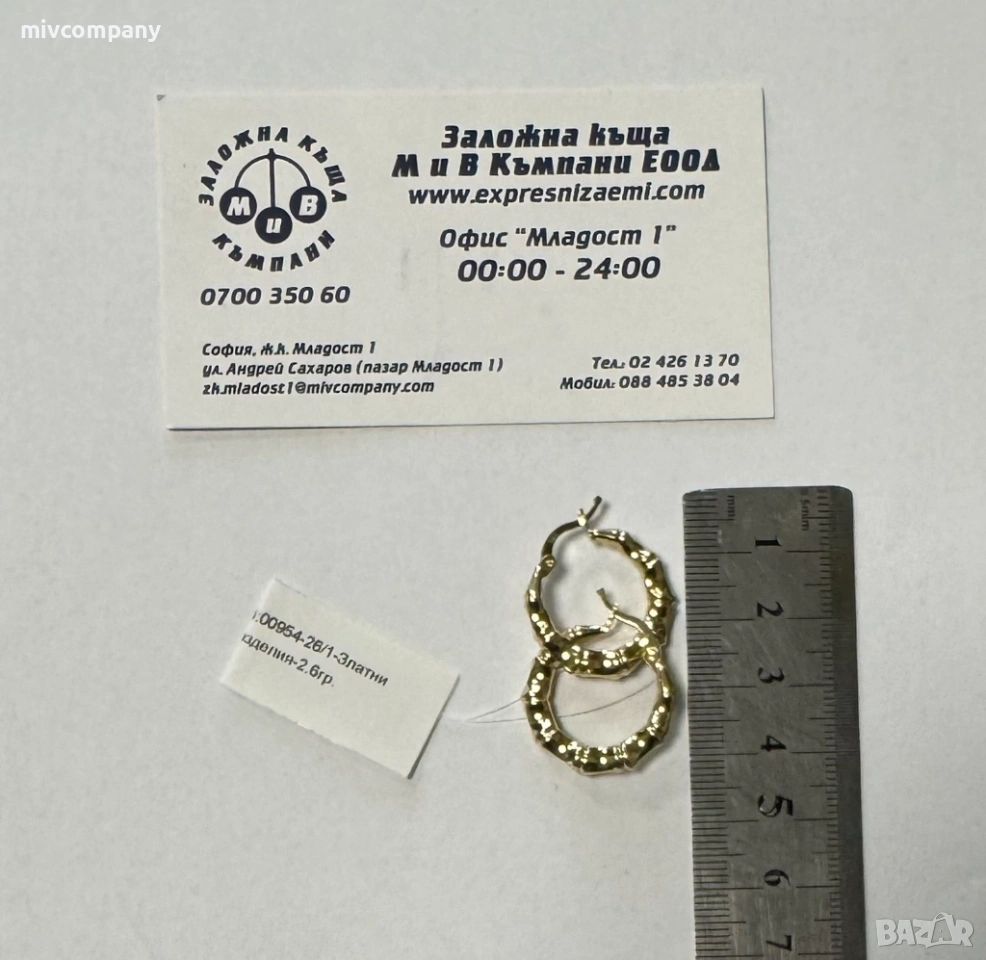 mivcompany
ЗАЛОЖНА КЪЩА
М и В
КЪМПАНИ
0700 350 60
Заложна къща
М и В Къмпани ЕООД
www.expresnizaemi.com
Офис "Младост 1"
00:00 - 24:00
София, ж.к. Младост 1
ул. Андрей Сахаров (пазар Младост 1)
zk.mladost1@mivcompany.com
Тел.: 02 426 13 70
Мобил.: 088 485 38 04
:00954-26/1-Златни
зделия-2.6гр.
mm
1
2
3
4
5
6
7
BAZAR